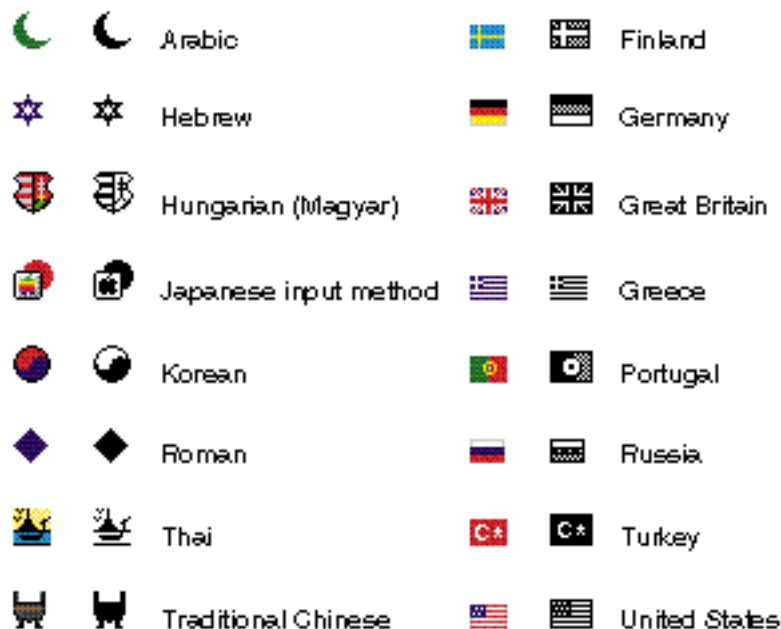 Arabic
Finland
Hebrew
Germany
Hungarian (Magyar)
Great Britain
Japanese input method
Greece
Korean
Portugal
Roman
Russia
Thai
Turkey
Traditional Chinese
United States